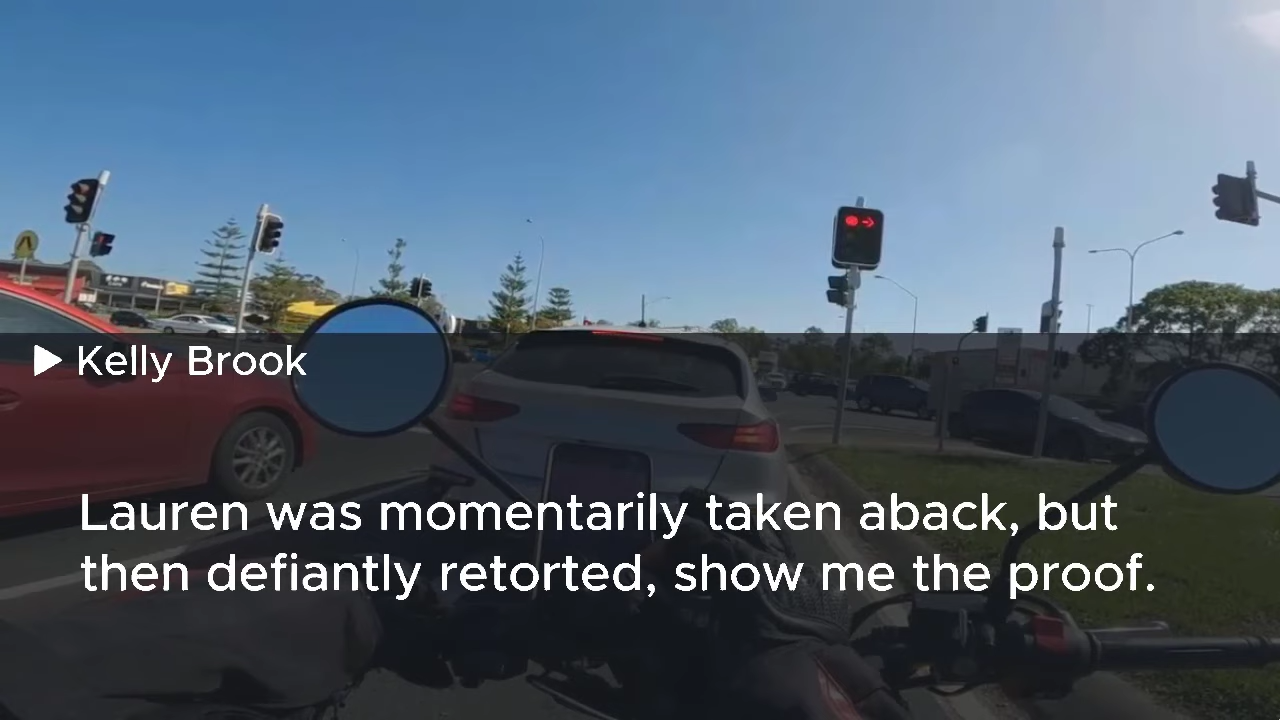 Kelly Brook
Lauren was momentarily taken aback, but
then defiantly retorted, show me the proof.